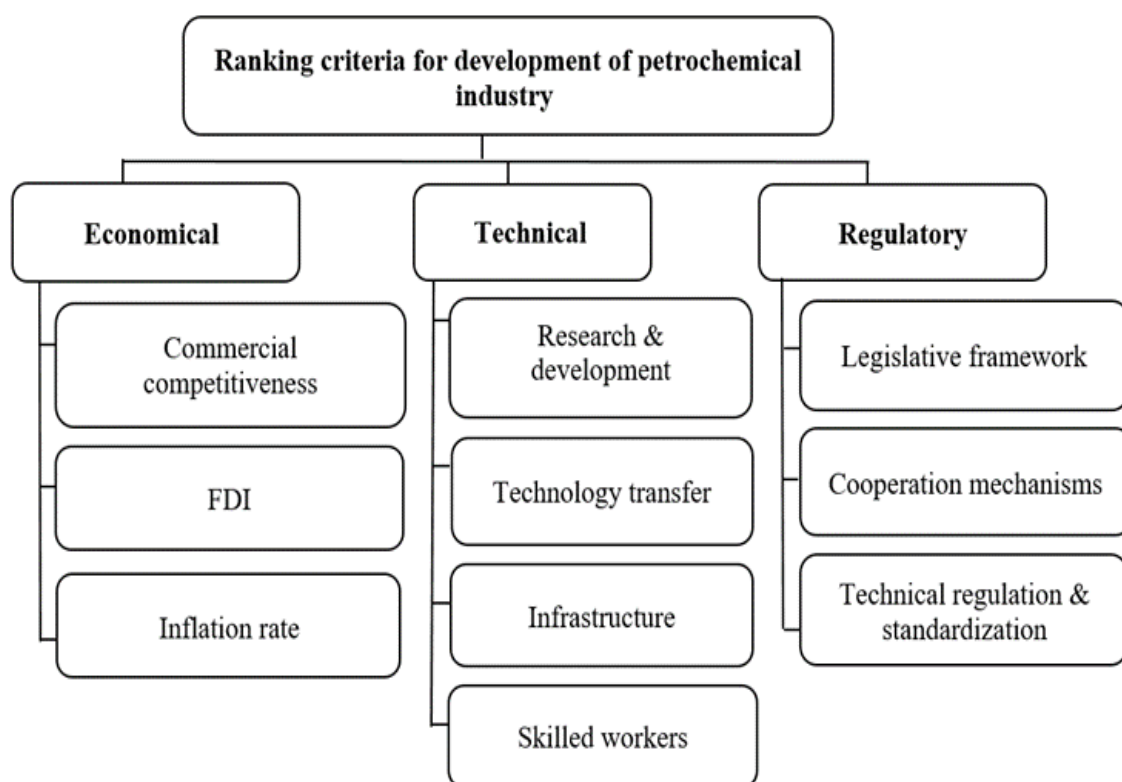 Ranking criteria for development of petrochemical
industry
Economical
Technical
Regulatory
Commercial
competitiveness
FDI
Inflation rate
Research &
development
Technology transfer
Infrastructure
Skilled workers
Legislative framework
Cooperation mechanisms
Technical regulation &
standardization